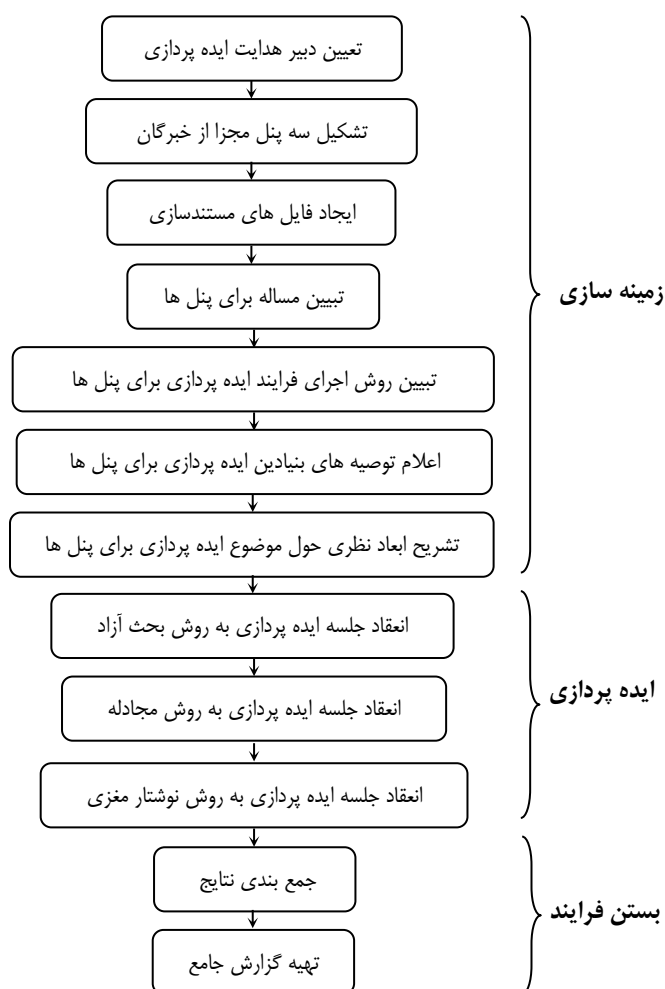 تعیین دبیر هدایت ایده پردازی
تشکیل سه پنل مجزا از خبرگان
ایجاد فایل های مستندسازی
تبیین مساله برای پنل ها
تبیین روش اجرای فرایند ایده پردازی برای پنل ها
اعلام توصیه های بنیادین ایده پردازی برای پنل ها
تشریح ابعاد نظری حول موضوع ایده پردازی برای پنل ها
زمینه سازی
انعقاد جلسه ایده پردازی به روش بحث آزاد
انعقاد جلسه ایده پردازی به روش مجادله
انعقاد جلسه ایده پردازی به روش نوشتار مغزی
ایده پردازی
جمع بندی نتایج
تهیه گزارش جامع
بستن فرایند